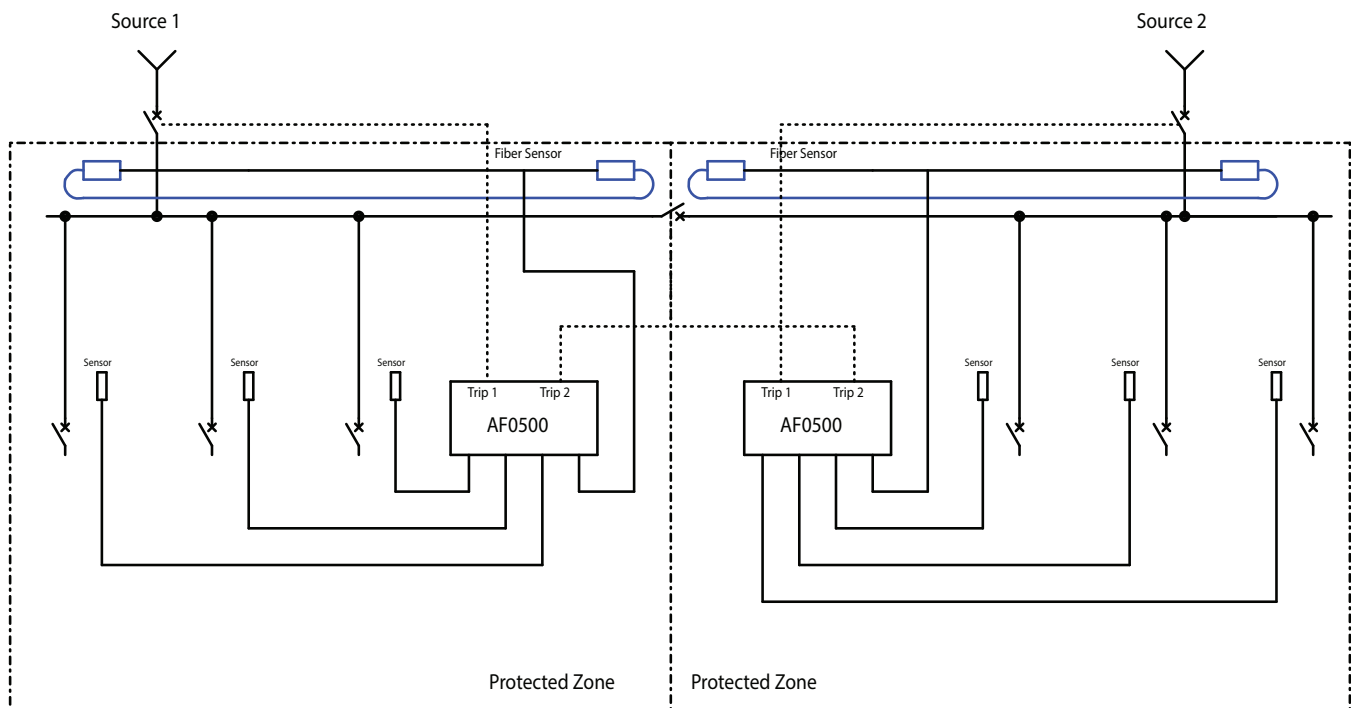 Source 1
Source 2
Fiber Sensor
Fiber Sensor
Sensor
Sensor
Sensor
Sensor
Sensor
Sensor
Trip 1
Trip 2
AF0500
Trip 1
Trip 2
AF0500
Protected Zone
Protected Zone